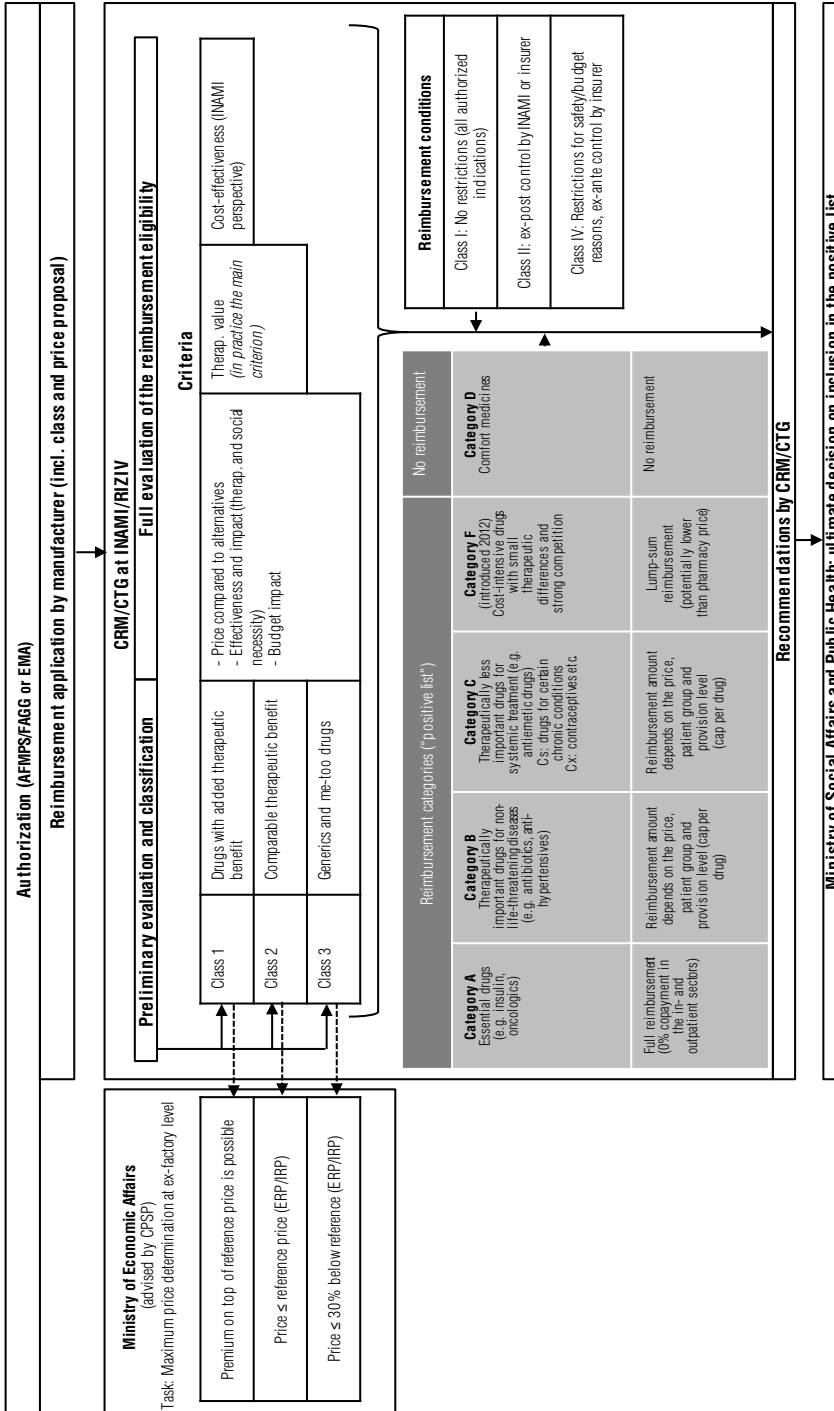 Authorization (AFMPS/FAGG or EMA)
Reimbursement application by manufacturer (incl. class and price proposal)
Ministry of Economic Affairs
(advised by CPSP)
Task: Maximum price determination at ex-factory level
Premium on top of reference price is possible
Price ≤ reference price (ERP/IRP)
Price ≤ 30% below reference (ERP/IRP)
CRM/CTG at INAMI/RIZIV
Preliminary evaluation and classification
Full evaluation of the reimbursement eligibility
Criteria
Class 1
Drugs with added therapeutic
benefit
Class 2
Comparable therapeutic benefit
Class 3
Generics and me-too drugs
- Price compared to alternatives
- Effectiveness and impact (therap. and social
necessity)
- Budget impact
Therap. value
(in practice the main
criterion)
Cost-effectiveness (INAMI
perspective)
Reimbursement categories ("positive list")
No reimbursement
Category A
Essential drugs
(e.g. insulin,
oncologics)
Category B
Therapeutically
important drugs for non-
life-threatening diseases
(e.g. antibiotics, anti-
hypertensives)
Category C
Therapeutically less
important drugs for
systemic treatment (e.g.
antiemetic drugs)
Cs: drugs for certain
chronic conditions
Cx: contraceptives etc.
Category F
(introduced 2012)
Cost-intensive drugs
with small
therapeutic
differences and
strong competition
Category D
Comfort medicines
Full reimbursement
(0% copayment in
the in- and
outpatient sectors)
Reimbursement amount
depends on the price,
patient group and
provision level (cap per
drug)
Reimbursement amount
depends on the price,
patient group and
provision level
(cap per drug)
Lump-sum
reimbursement
(potentially lower
than pharmacy price)
No reimbursement
Reimbursement conditions
Class I: No restrictions (all authorized
indications)
Class II: ex-post control by INAMI or insurer
Class IV: Restrictions for safety/budget
reasons, ex-ante control by insurer
Recommendations by CRM/CTG
Ministry of Social Affairs and Public Health: ultimate decision on inclusion in the positive list